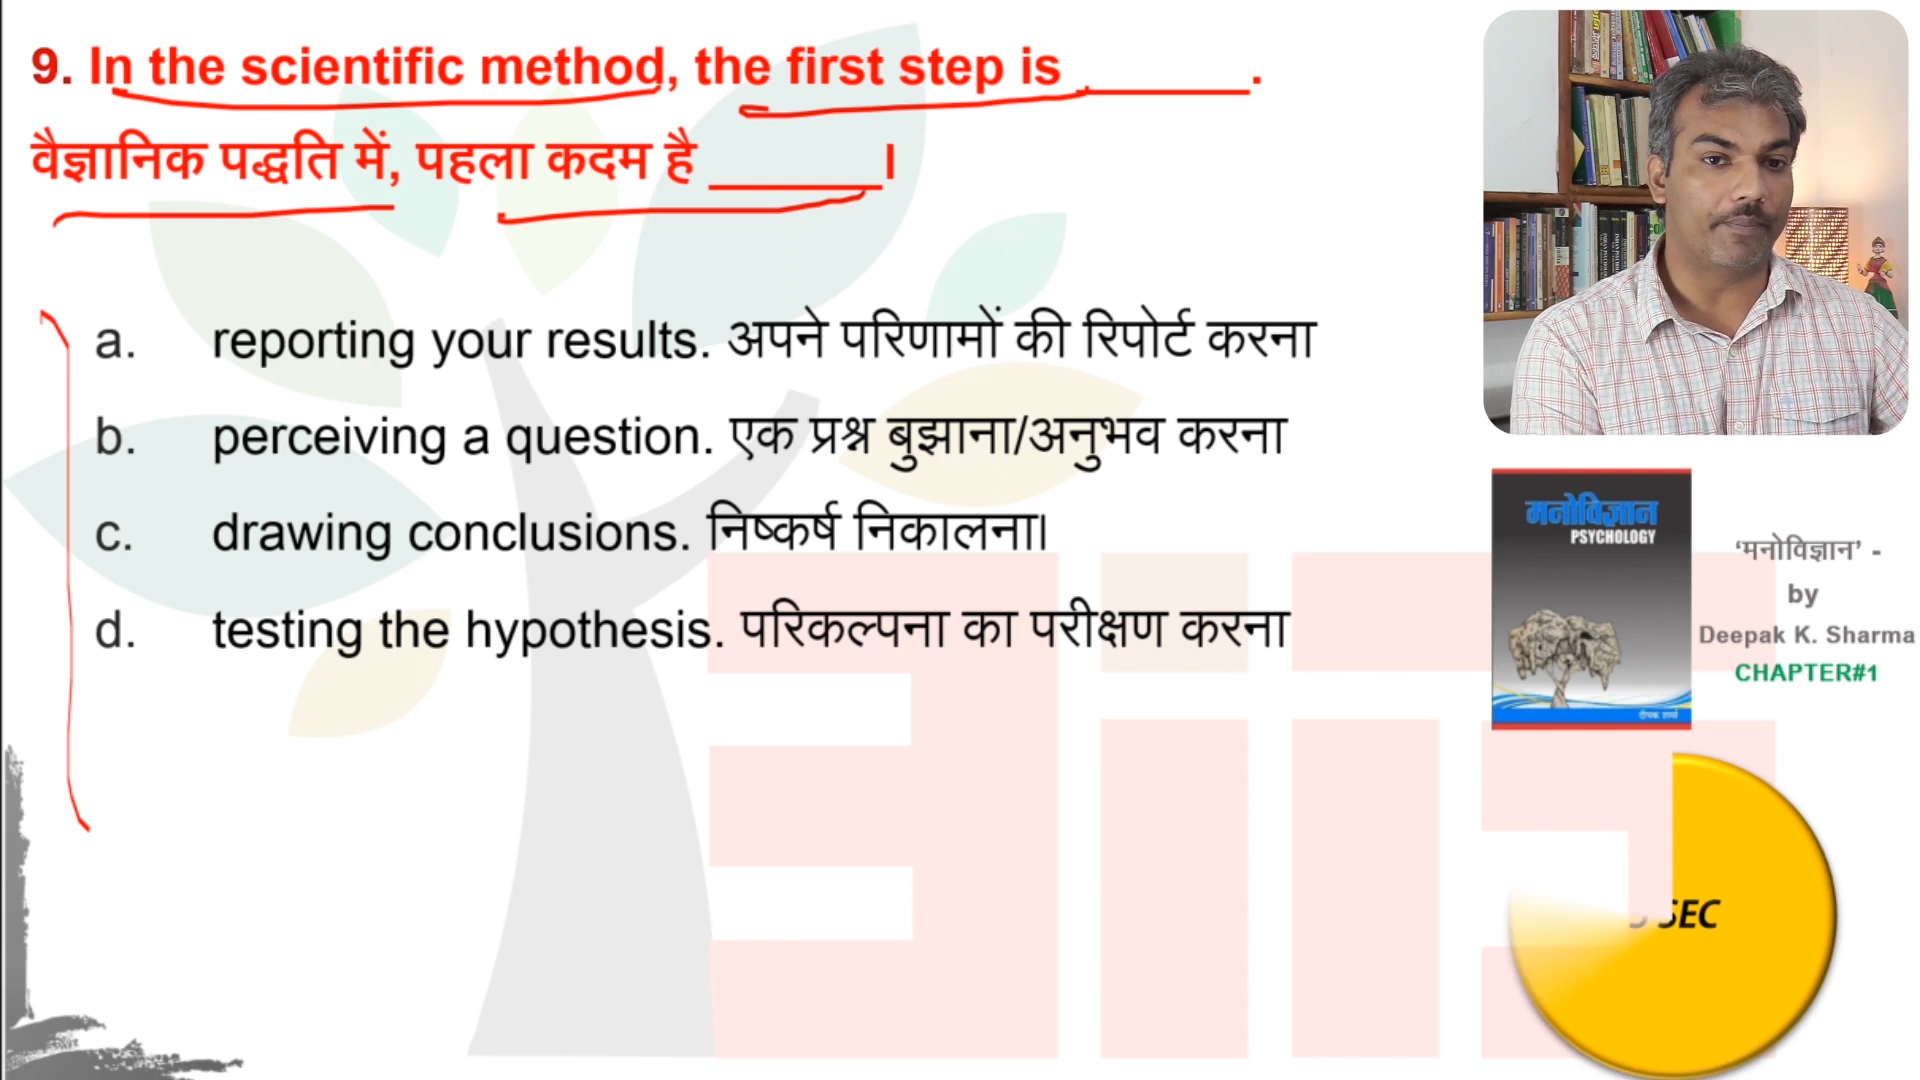 9. In the scientific method, the first step is ______.
वैज्ञानिक पद्धति में, पहला कदम है ______।
a. reporting your results. अपने परिणामों की रिपोर्ट करना
b. perceiving a question. एक प्रश्न बुझाना/अनुभव करना
c. drawing conclusions. निष्कर्ष निकालना।
d. testing the hypothesis. परिकल्पना का परीक्षण करना
मनोविज्ञान
PSYCHOLOGY
‘मनोविज्ञान’ -
by
Deepak K. Sharma
CHAPTER#1
SEC